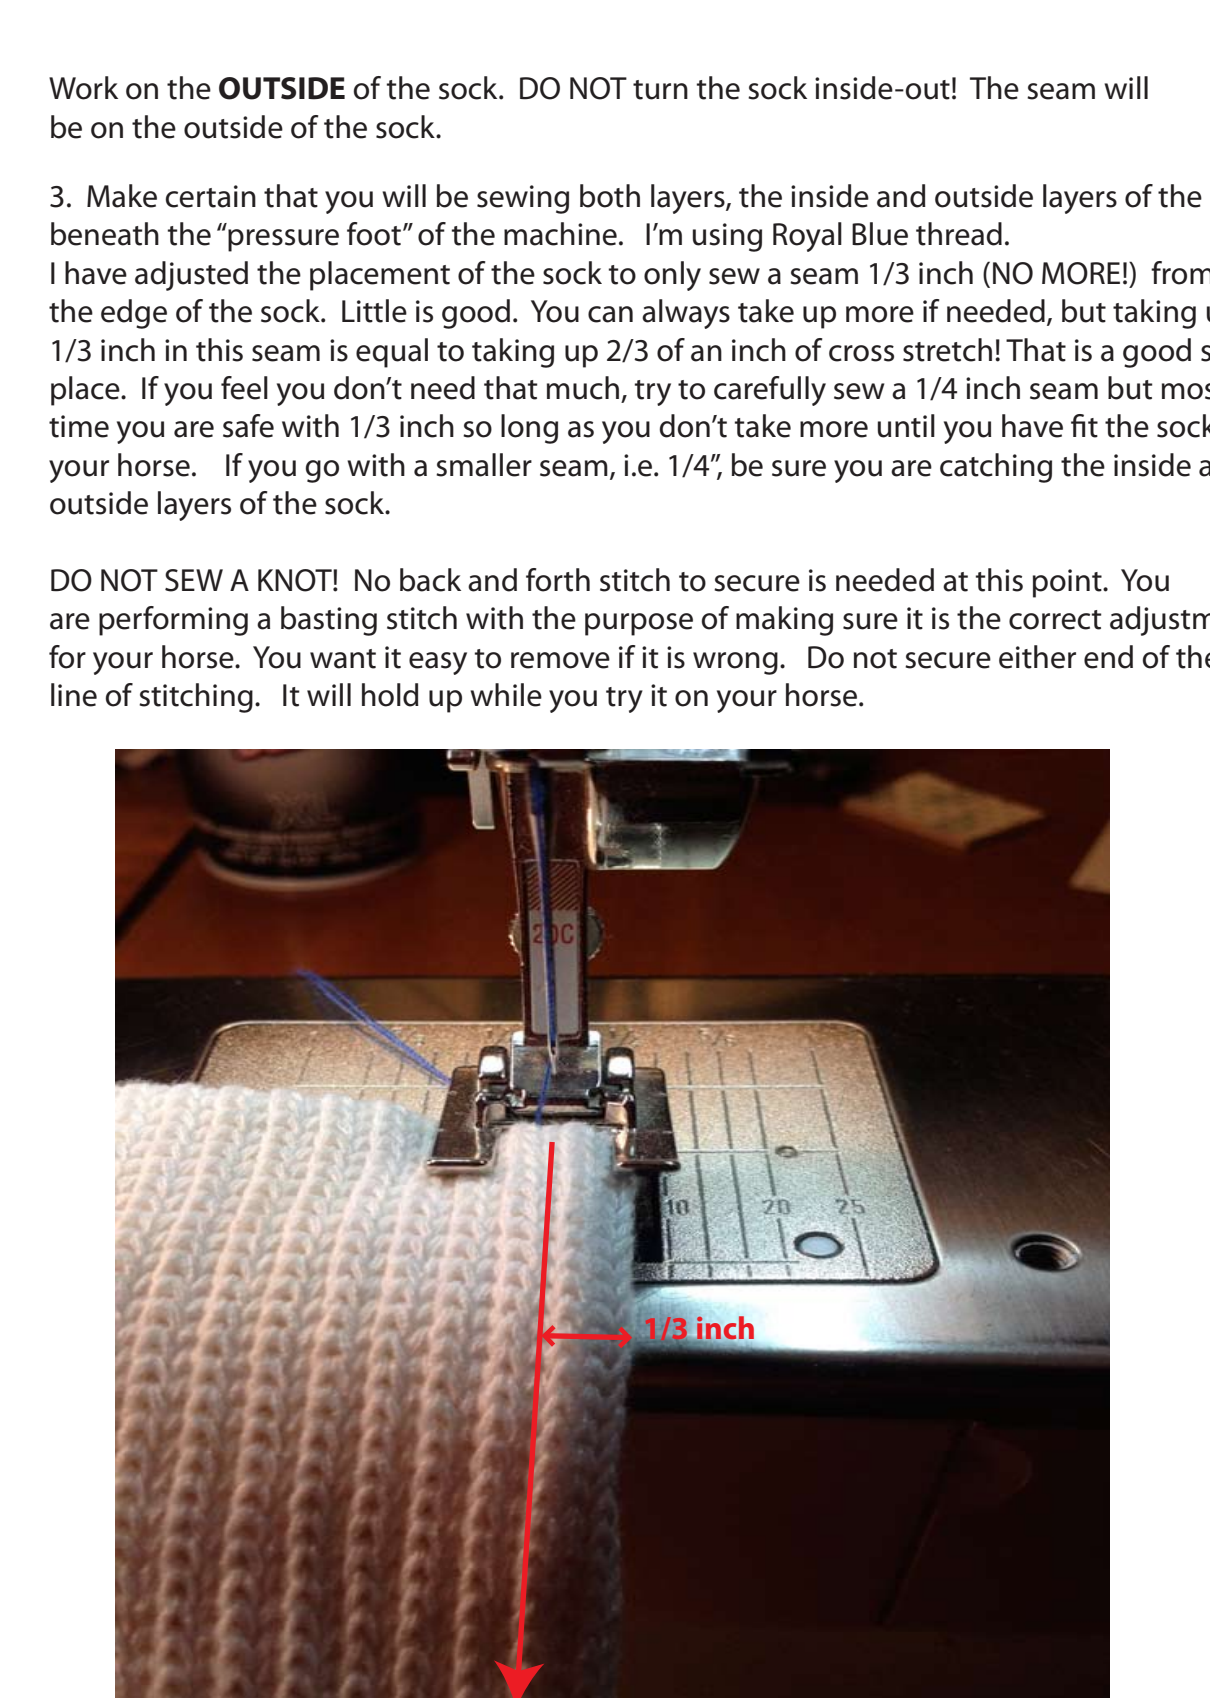 Work on the OUTSIDE of the sock.  DO NOT turn the sock inside-out!  The seam will
be on the outside of the sock.
3.  Make certain that you will be sewing both layers, the inside and outside layers of the
beneath the “pressure foot” of the machine.   I’m using Royal Blue thread.
I have adjusted the placement of the sock to only sew a seam 1/3 inch (NO MORE!)  from
the edge of the sock.  Little is good.  You can always take up more if needed, but taking
1/3 inch in this seam is equal to taking up 2/3 of an inch of cross stretch! That is a good
place.  If you feel you don’t need that much, try to carefully sew a 1/4 inch seam but
time you are safe with 1/3 inch so long as you don’t take more until you have fit the sock
your horse.    If you go with a smaller seam, i.e. 1/4”, be sure you are catching the inside
outside layers of the sock.
DO NOT SEW A KNOT!  No back and forth stitch to secure is needed at this point.  You
are performing a basting stitch with the purpose of making sure it is the correct
for your horse.  You want it easy to remove if it is wrong.   Do not secure either end of the
line of stitching.   It will hold up while you try it on your horse.
20C
10 20 25
1/3 inch